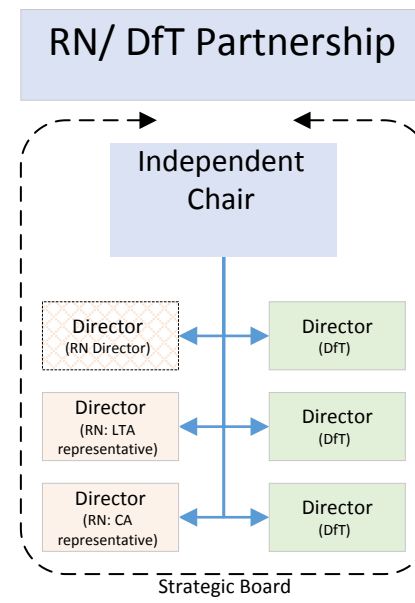 RN/ DfT Partnership
Independent
Chair
Director
(RN Director)
Director
(DfT)
Director
(RN: LTA
representative)
Director
(DfT)
Director
(RN: CA
representative)
Director
(DfT)
Strategic Board